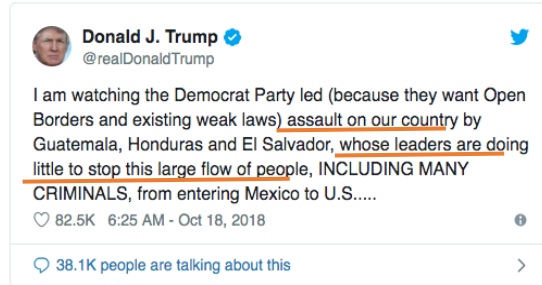 Donald J. Trump
@realDonaldTrump
I am watching the Democrat Party led (because they want Open
Borders and existing weak laws) assault on our country by
Guatemala, Honduras and El Salvador, whose leaders are doing
little to stop this large flow of people, INCLUDING MANY
CRIMINALS, from entering Mexico to U.S.....
82.5K 6:25 AM - Oct 18, 2018
38.1K people are talking about this